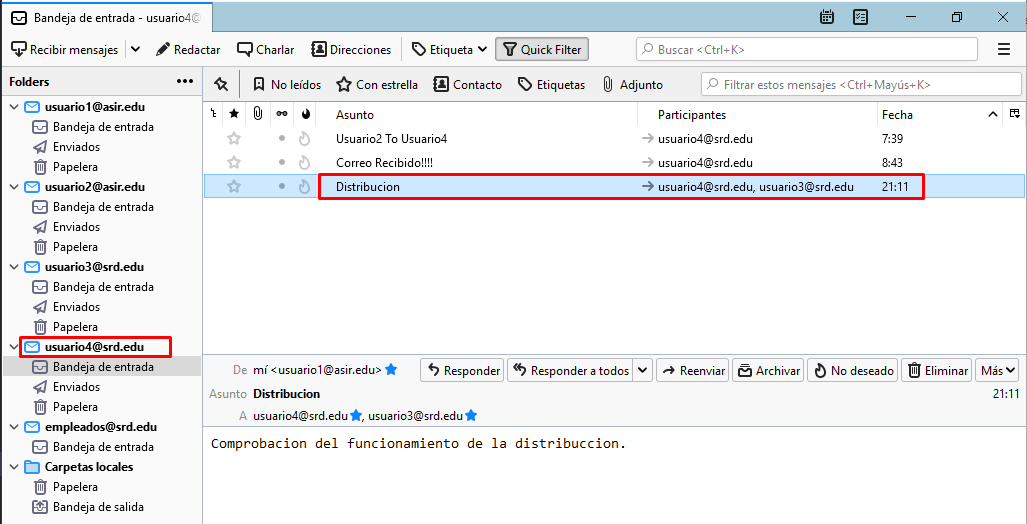 Bandeja de entrada - usuario4@
Recibir mensajes Redactar Charlar Direcciones Etiqueta Quick Filter Buscar <Ctrl+K>
Folders
No leídos Con estrella Contacto Etiquetas Adjunto Filtrar estos mensajes <Ctrl+Mayús+K>
Asunto Participantes Fecha
Usuario2 To Usuario4 usuario4@srd.edu 7:39
Correo Recibido!!!! usuario4@srd.edu 8:43
Distribucion usuario4@srd.edu, usuario3@srd.edu 21:11
usuario1@asir.edu
Bandeja de entrada
Enviados
Papelera
usuario2@asir.edu
Bandeja de entrada
Enviados
Papelera
usuario3@srd.edu
Bandeja de entrada
Enviados
Papelera
usuario4@srd.edu
Bandeja de entrada
Enviados
Papelera
empleados@srd.edu
Bandeja de entrada
Carpetas locales
Papelera
Bandeja de salida
De mí <usuario1@asir.edu> Responder Responder a todos Reenviar Archivar No deseado Eliminar Más
Asunto Distribucion 21:11
A usuario4@srd.edu, usuario3@srd.edu
Comprobacion del funcionamiento de la distribuccion.